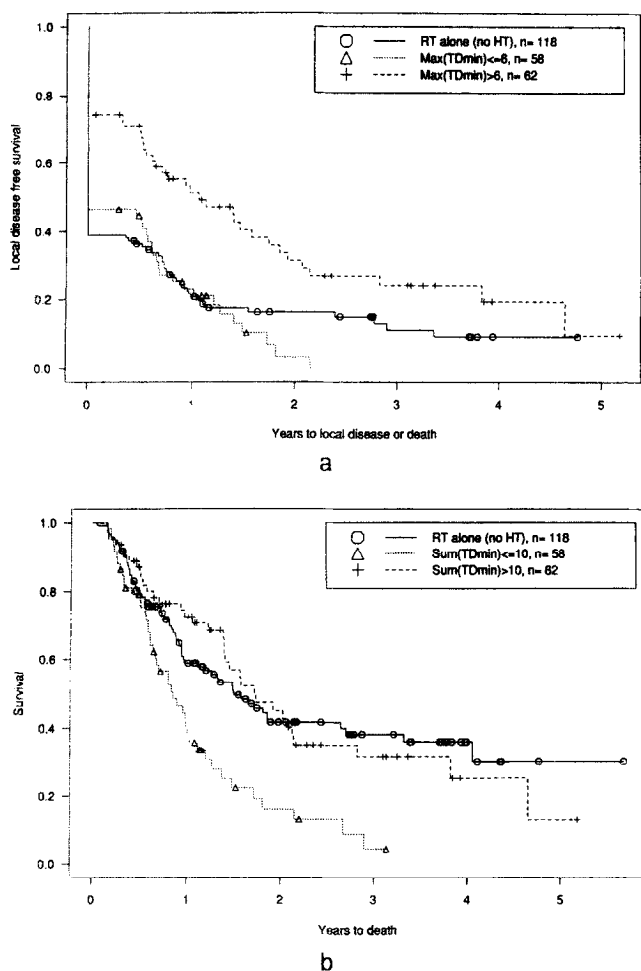 1.0
0.8
0.6
0.4
0.2
0.0
Local disease free survival
RT alone (no HT), n= 118
Max(TDmin)<=6, n= 58
Max(TDmin)>6, n= 62
0 1 2 3 4 5
Years to local disease or death
a
1.0
0.8
0.6
0.4
0.2
0.0
Survival
RT alone (no HT), n= 118
Sum(TDmin)<=10, n= 58
Sum(TDmin)>10, n= 62
0 1 2 3 4 5
Years to death
b